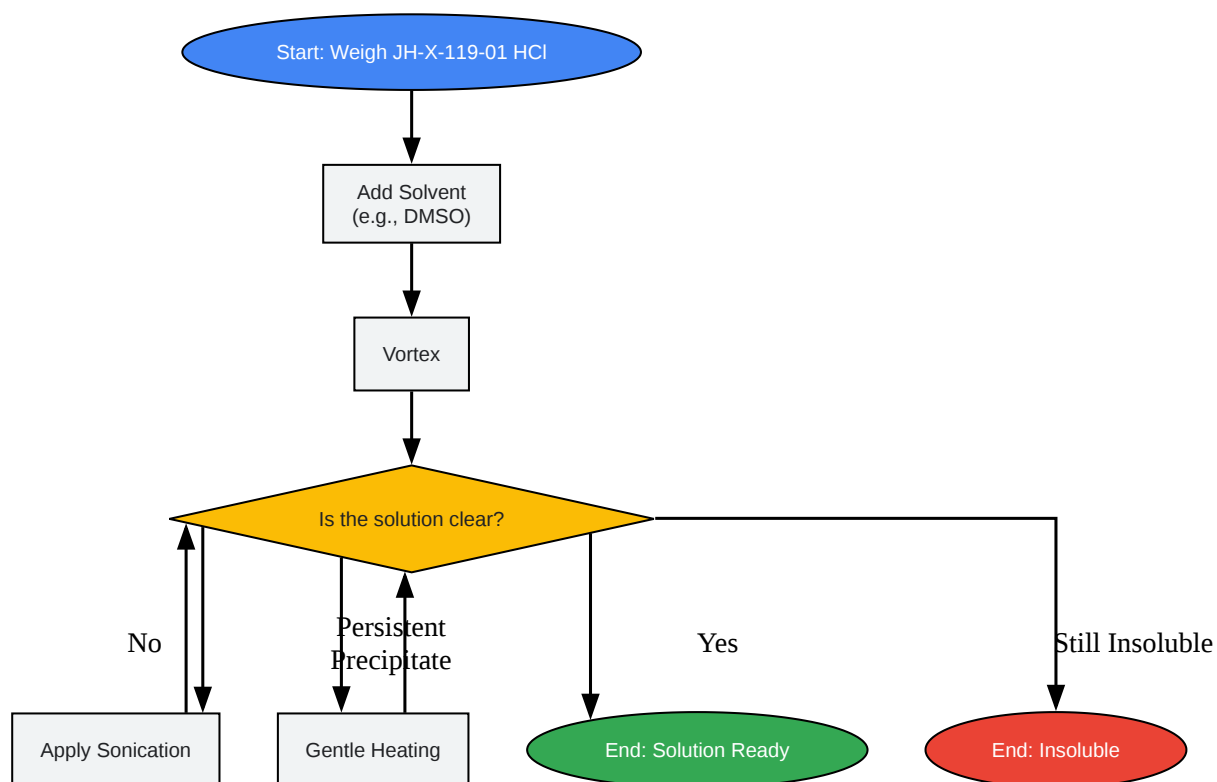 Start: Weigh JH-X-119-01 HCl
Add Solvent
(e.g., DMSO)
Vortex
Is the solution clear?
No
Persistent
Precipitate
Yes
Still Insoluble
Apply Sonication
Gentle Heating
End: Solution Ready
End: Insoluble